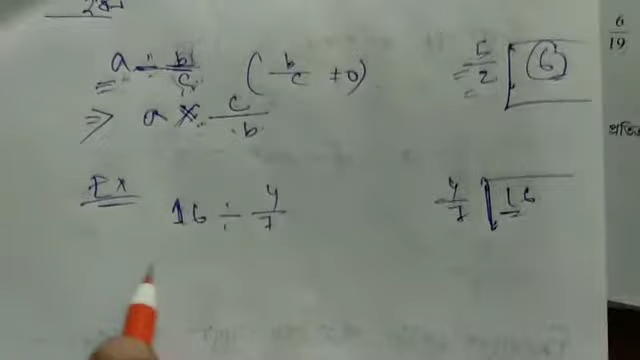 = a ÷ b/c (b/c ≠ 0)
⇒ a × c/b
5/2 6
Ex 16 ÷ 4/7
4/7 16
6/19